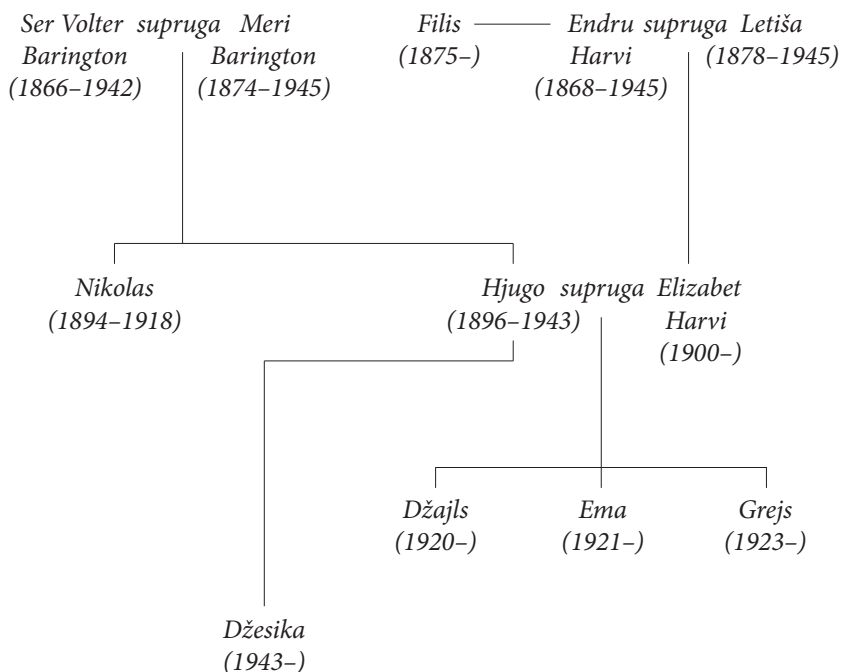 Ser Volter supruga Meri
Barington Barington
(1866–1942) (1874–1945)
Filis Endru supruga Letiša
(1875–) Harvi (1878–1945)
(1868–1945)
Nikolas
(1894–1918)
Hjugo supruga Elizabet
(1896–1943) Harvi
(1900–)
Džajls
(1920–)
Ema
(1921–)
Grejs
(1923–)
Džesika
(1943–)